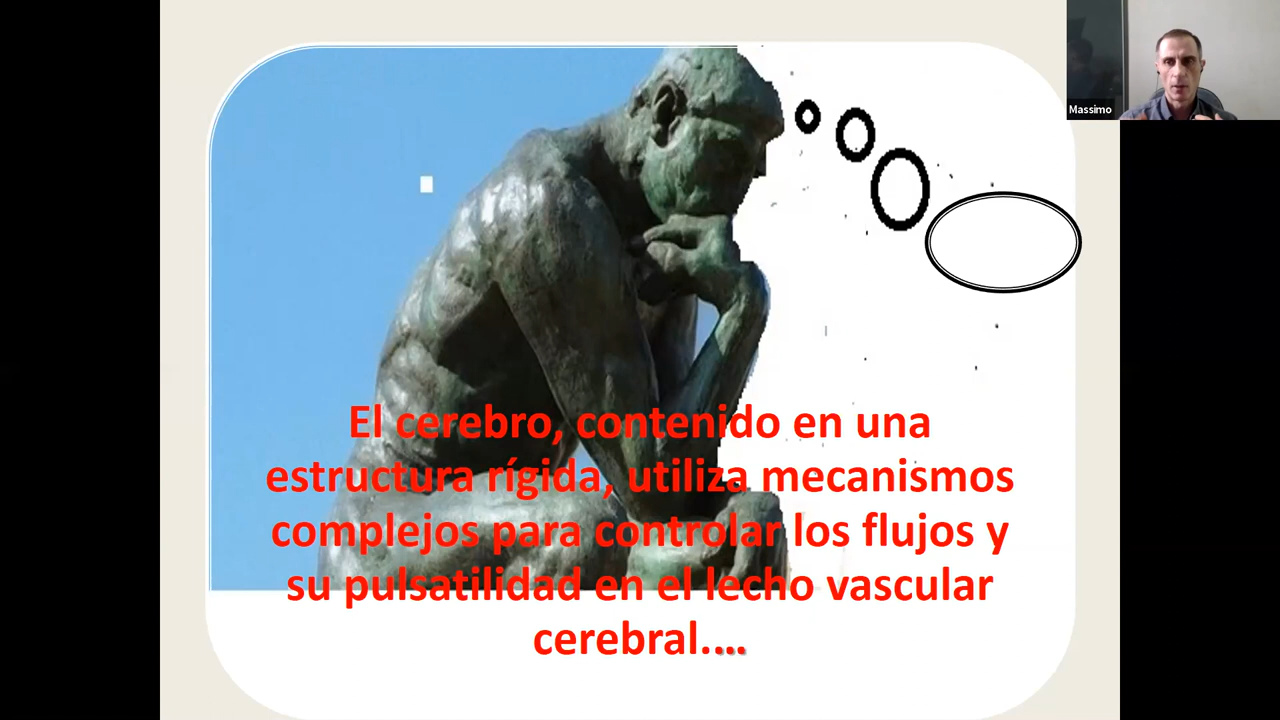 Massimo
El cerebro, contenido en una
estructura rígida, utiliza mecanismos
complejos para controlar los flujos y
su pulsatilidad en el lecho vascular
cerebral.…